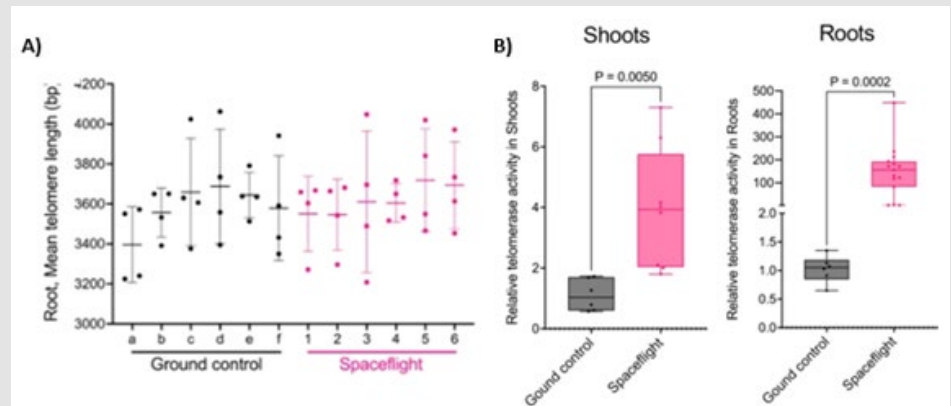 A)
Root, Mean telomere length (bp)
4200
4000
3800
3600
3400
3200
3000
a b c d e f 1 2 3 4 5 6
Ground control Spaceflight
B)
Shoots
P = 0.0050
Relative telomerase activity in Shoots
8
6
4
2
0
Gound control
Spaceflight
Roots
P = 0.0002
Relative telomerase activity in Roots
500
400
300
200
100
2.0
1.5
1.0
0.5
0.0
Ground control
Spaceflight